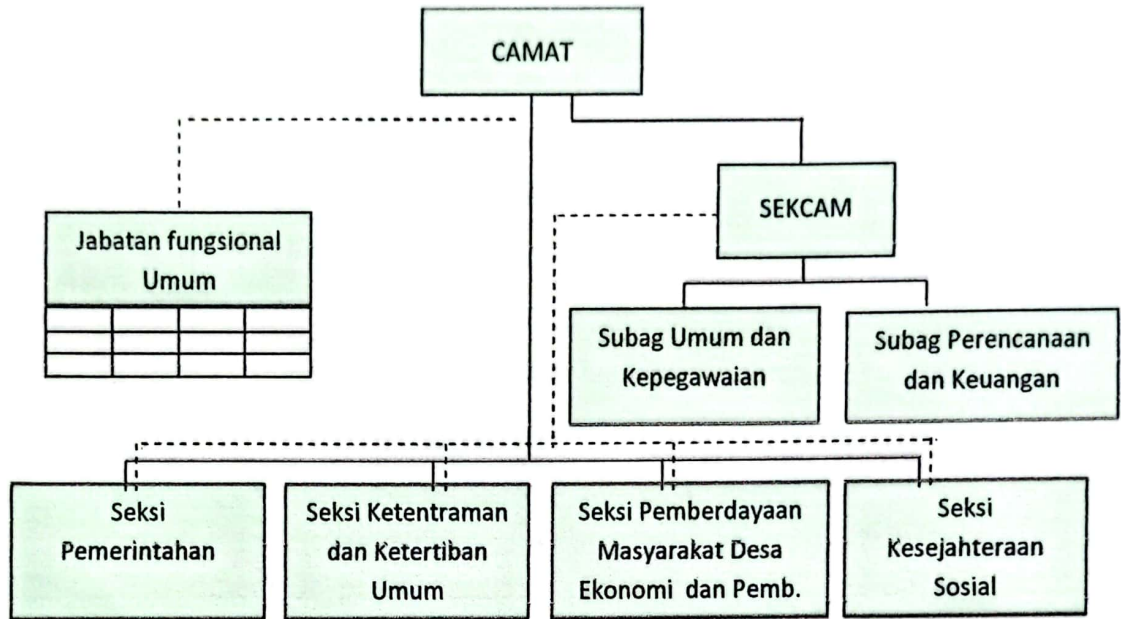 CAMAT
SEKCAM
Jabatan fungsional
Umum
Subag Umum dan
Kepegawaian
Subag Perencanaan
dan Keuangan
Seksi
Pemerintahan
Seksi Ketentraman
dan Ketertiban
Umum
Seksi Pemberdayaan
Masyarakat Desa
Ekonomi dan Pemb.
Seksi
Kesejahteraan
Sosial